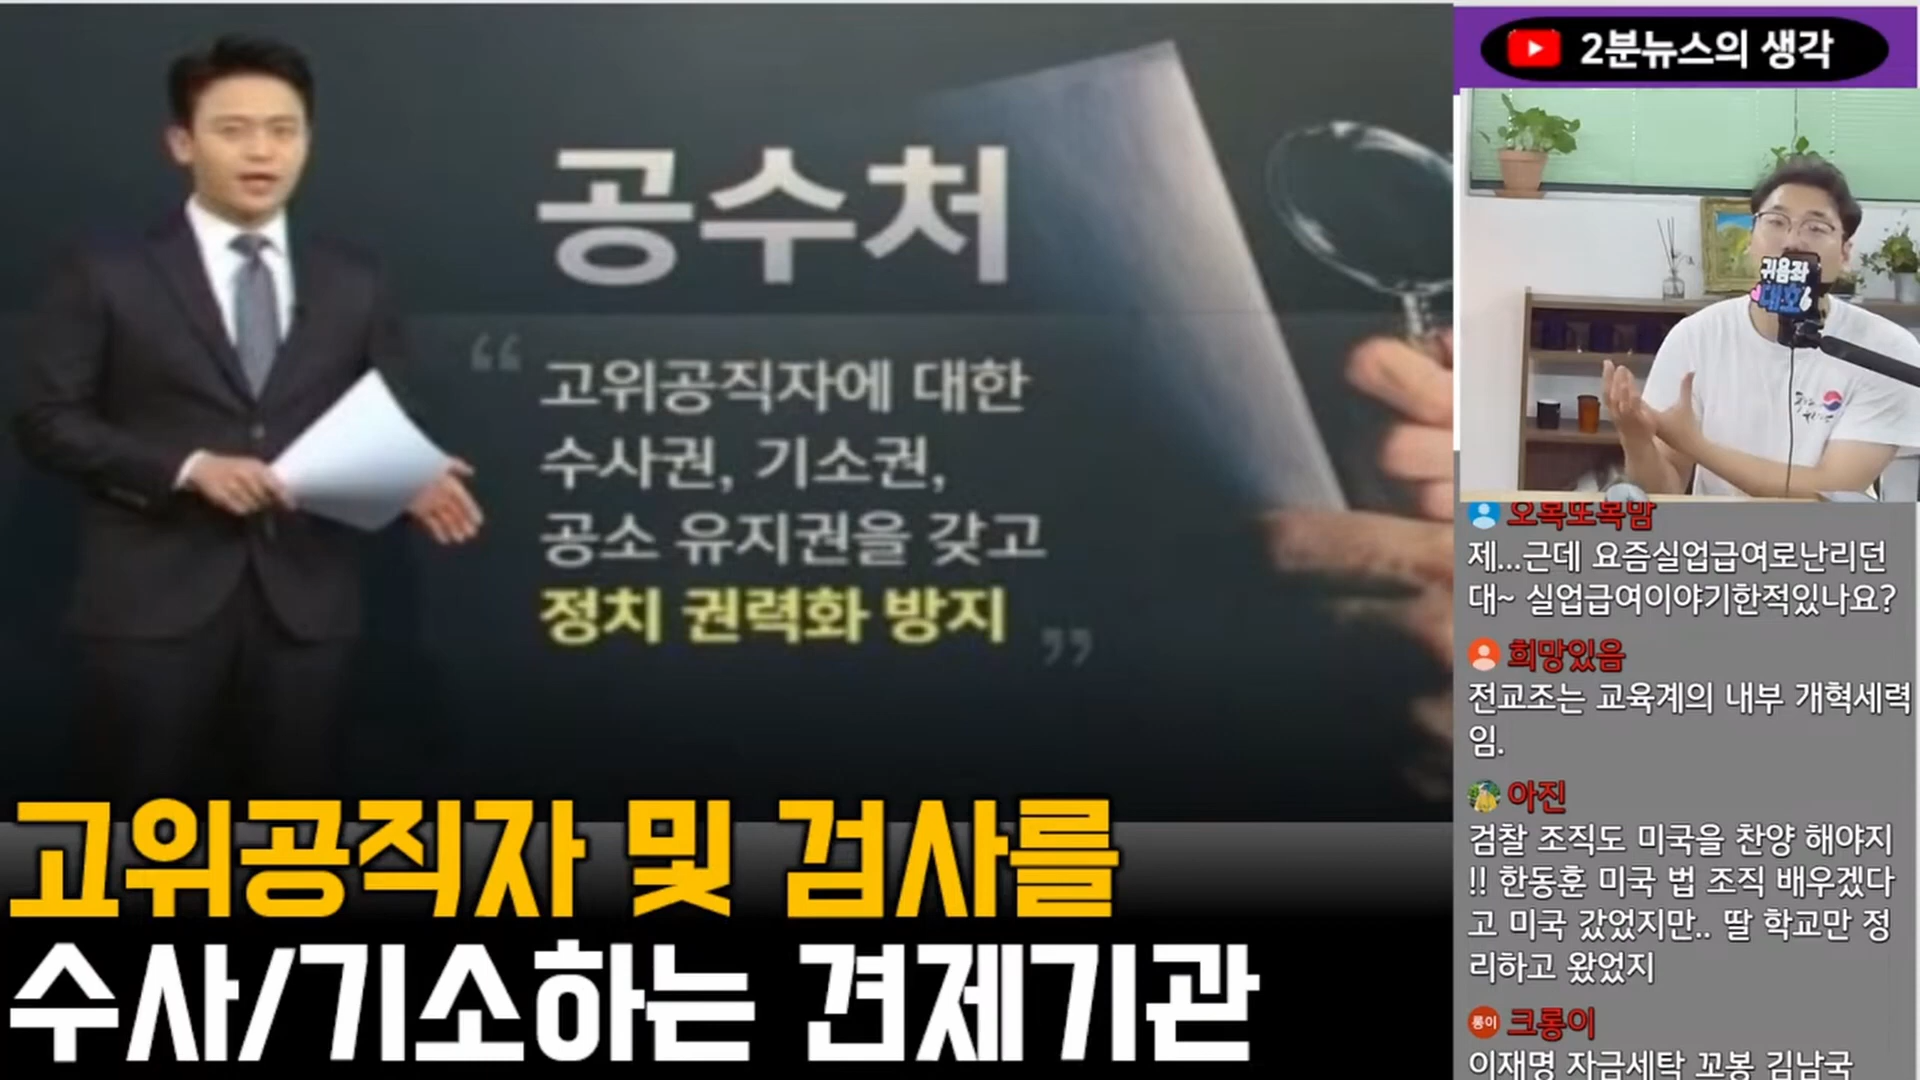 공수처
“ 고위공직자에 대한
수사권, 기소권,
공소 유지권을 갖고
정치 권력화 방지 ”
고위공직자 및 검사를
수사/기소하는 견제기관
2분뉴스의 생각
귀욤좌
대호
제...근데 요즘실업급여로난리던
대~ 실업급여이야기한적있나요?
희망있음
전교조는 교육계의 내부 개혁세력
임.
아진
검찰 조직도 미국을 찬양 해야지
!! 한동훈 미국 법 조직 배우겠다
고 미국 갔었지만.. 딸 학교만 정
리하고 왔었지
롱이 크롱이
이재명 자금세탁 꼬봉 김남국